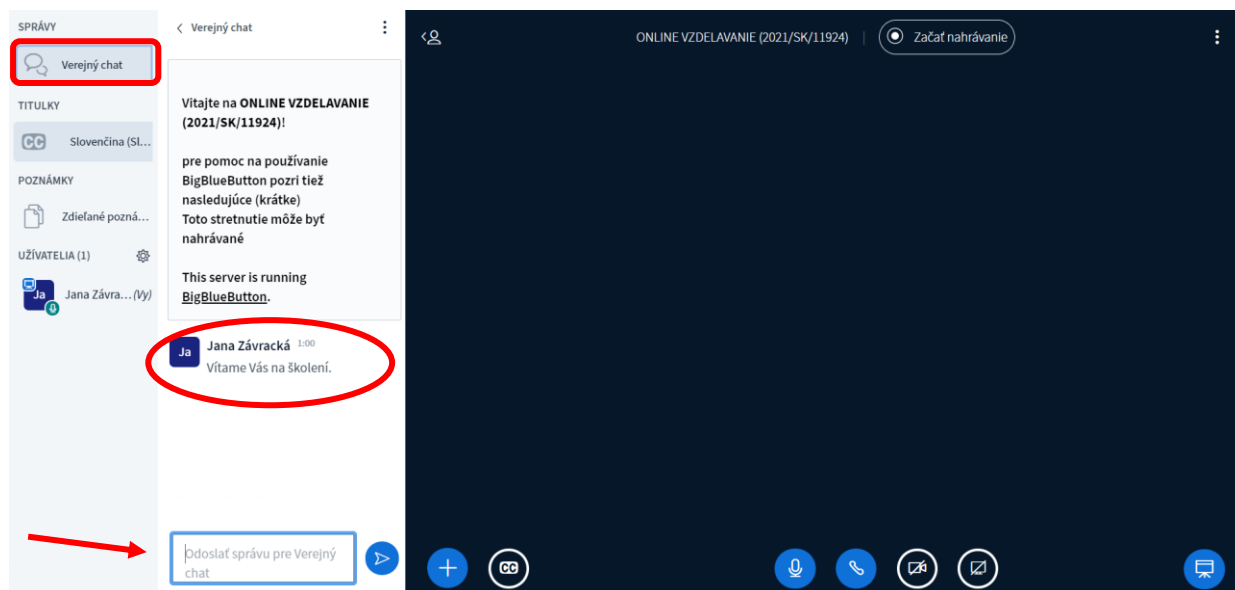 SPRÁVY
Verejný chat
TITULKY
CC
Slovenčina (Sl...
POZNÁMKY
Zdieľané pozná...
UŽÍVATELIA (1)
Ja
Jana Závra... (Vy)
Verejný chat
Vitajte na ONLINE VZDELAVANIE
(2021/SK/11924)!
pre pomoc na používanie
BigBlueButton pozri tiež
nasledujúce (krátke)
Toto stretnutie môže byť
nahrávané
This server is running
BigBlueButton.
Ja
Jana Závracká 1:00
Vítame Vás na školení.
Odoslať správu pre Verejný
chat
ONLINE VZDELAVANIE (2021/SK/11924)
Začať nahrávanie
CC